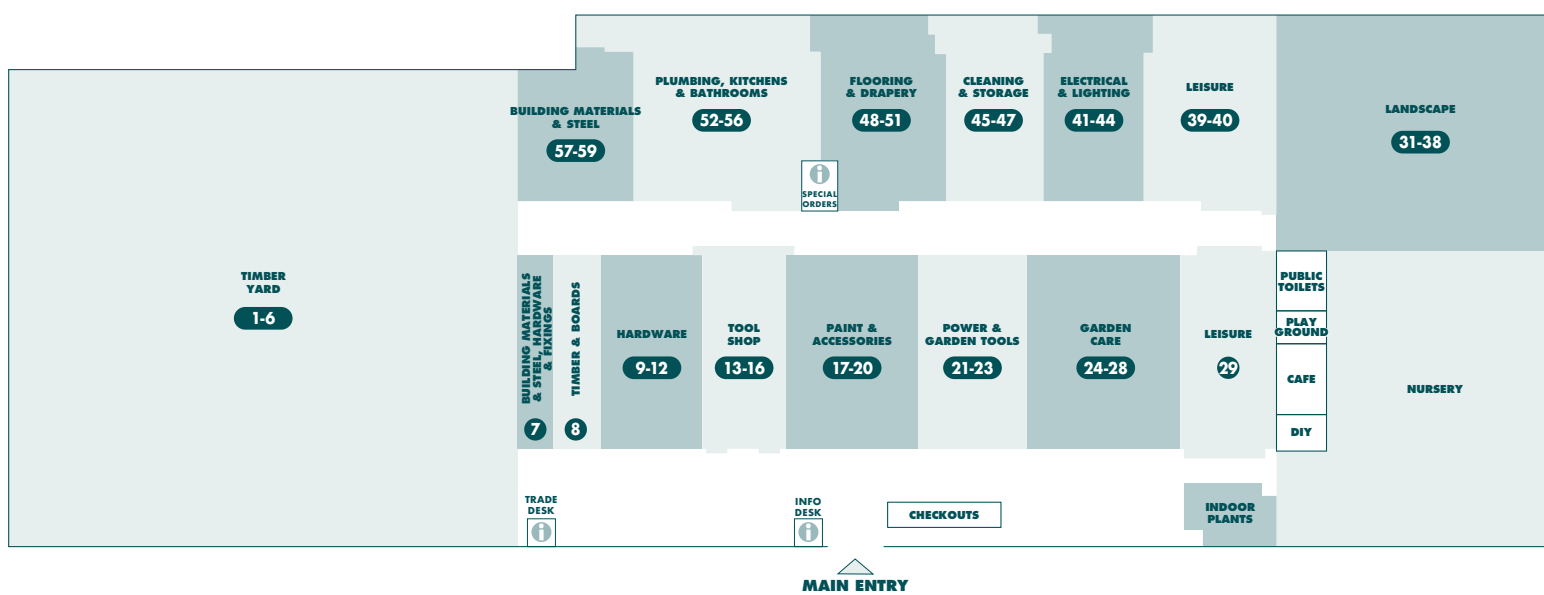 PLUMBING, KITCHENS
& BATHROOMS
52-56
FLOORING
& DRAPERY
48-51
CLEANING
& STORAGE
45-47
ELECTRICAL
& LIGHTING
41-44
LEISURE
39-40
LANDSCAPE
31-38
BUILDING MATERIALS
& STEEL
57-59
SPECIAL
ORDERS
TIMBER
YARD
1-6
BUILDING MATERIALS
& STEEL, HARDWARE
& FIXINGS
7
TIMBER & BOARDS
8
HARDWARE
9-12
TOOL
SHOP
13-16
PAINT &
ACCESSORIES
17-20
POWER &
GARDEN TOOLS
21-23
GARDEN
CARE
24-28
LEISURE
29
PUBLIC
TOILETS
PLAY
GROUND
CAFE
DIY
NURSERY
TRADE
DESK
INFO
DESK
CHECKOUTS
INDOOR
PLANTS
MAIN ENTRY